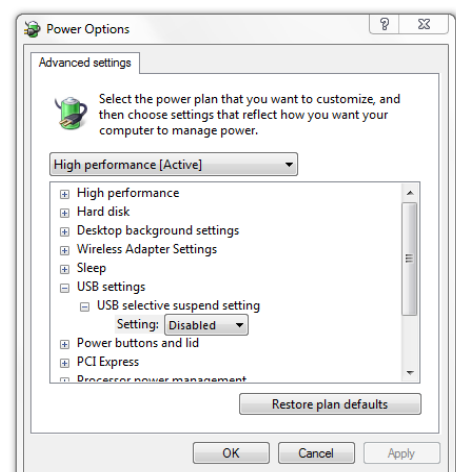 Power Options
Advanced settings
Select the power plan that you want to customize, and
then choose settings that reflect how you want your
computer to manage power.
High performance [Active]
High performance
Hard disk
Desktop background settings
Wireless Adapter Settings
Sleep
USB settings
USB selective suspend setting
Setting: Disabled
Power buttons and lid
PCI Express
Processor power management
Restore plan defaults
OK Cancel Apply